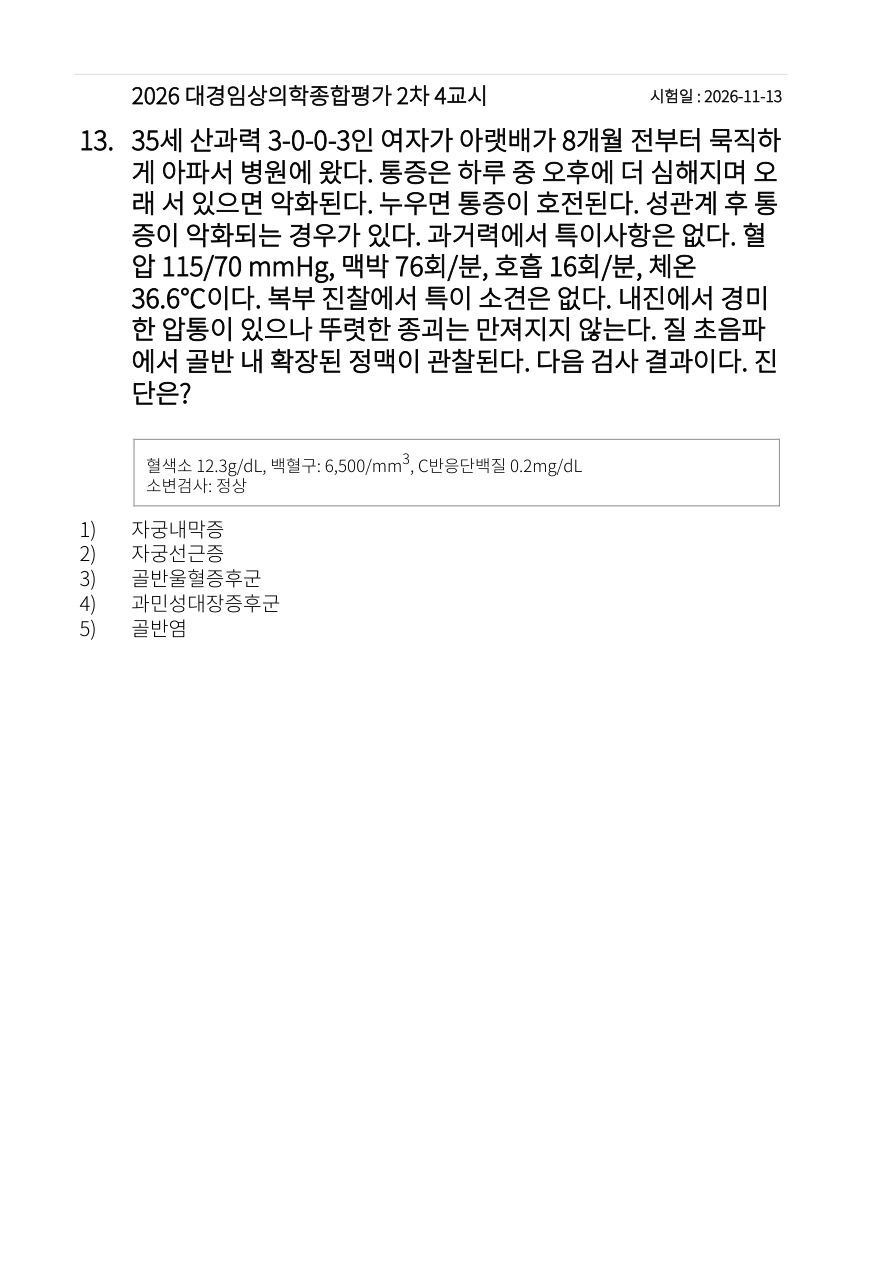 2026 대경임상의학종합평가 2차 4교시 시험일 : 2026-11-13
13. 35세 산과력 3-0-0-3인 여자가 아랫배가 8개월 전부터 묵직하
게 아파서 병원에 왔다. 통증은 하루 중 오후에 더 심해지며 오
래 서 있으면 악화된다. 누우면 통증이 호전된다. 성관계 후 통
증이 악화되는 경우가 있다. 과거력에서 특이사항은 없다. 혈
압 115/70 mmHg, 맥박 76회/분, 호흡 16회/분, 체온
36.6℃이다. 복부 진찰에서 특이 소견은 없다. 내진에서 경미
한 압통이 있으나 뚜렷한 종괴는 만져지지 않는다. 질 초음파
에서 골반 내 확장된 정맥이 관찰된다. 다음 검사 결과이다. 진
단은?
혈색소 12.3g/dL, 백혈구: 6,500/mm³, C반응단백질 0.2mg/dL
소변검사: 정상
1) 자궁내막증
2) 자궁선근증
3) 골반울혈증후군
4) 과민성대장증후군
5) 골반염